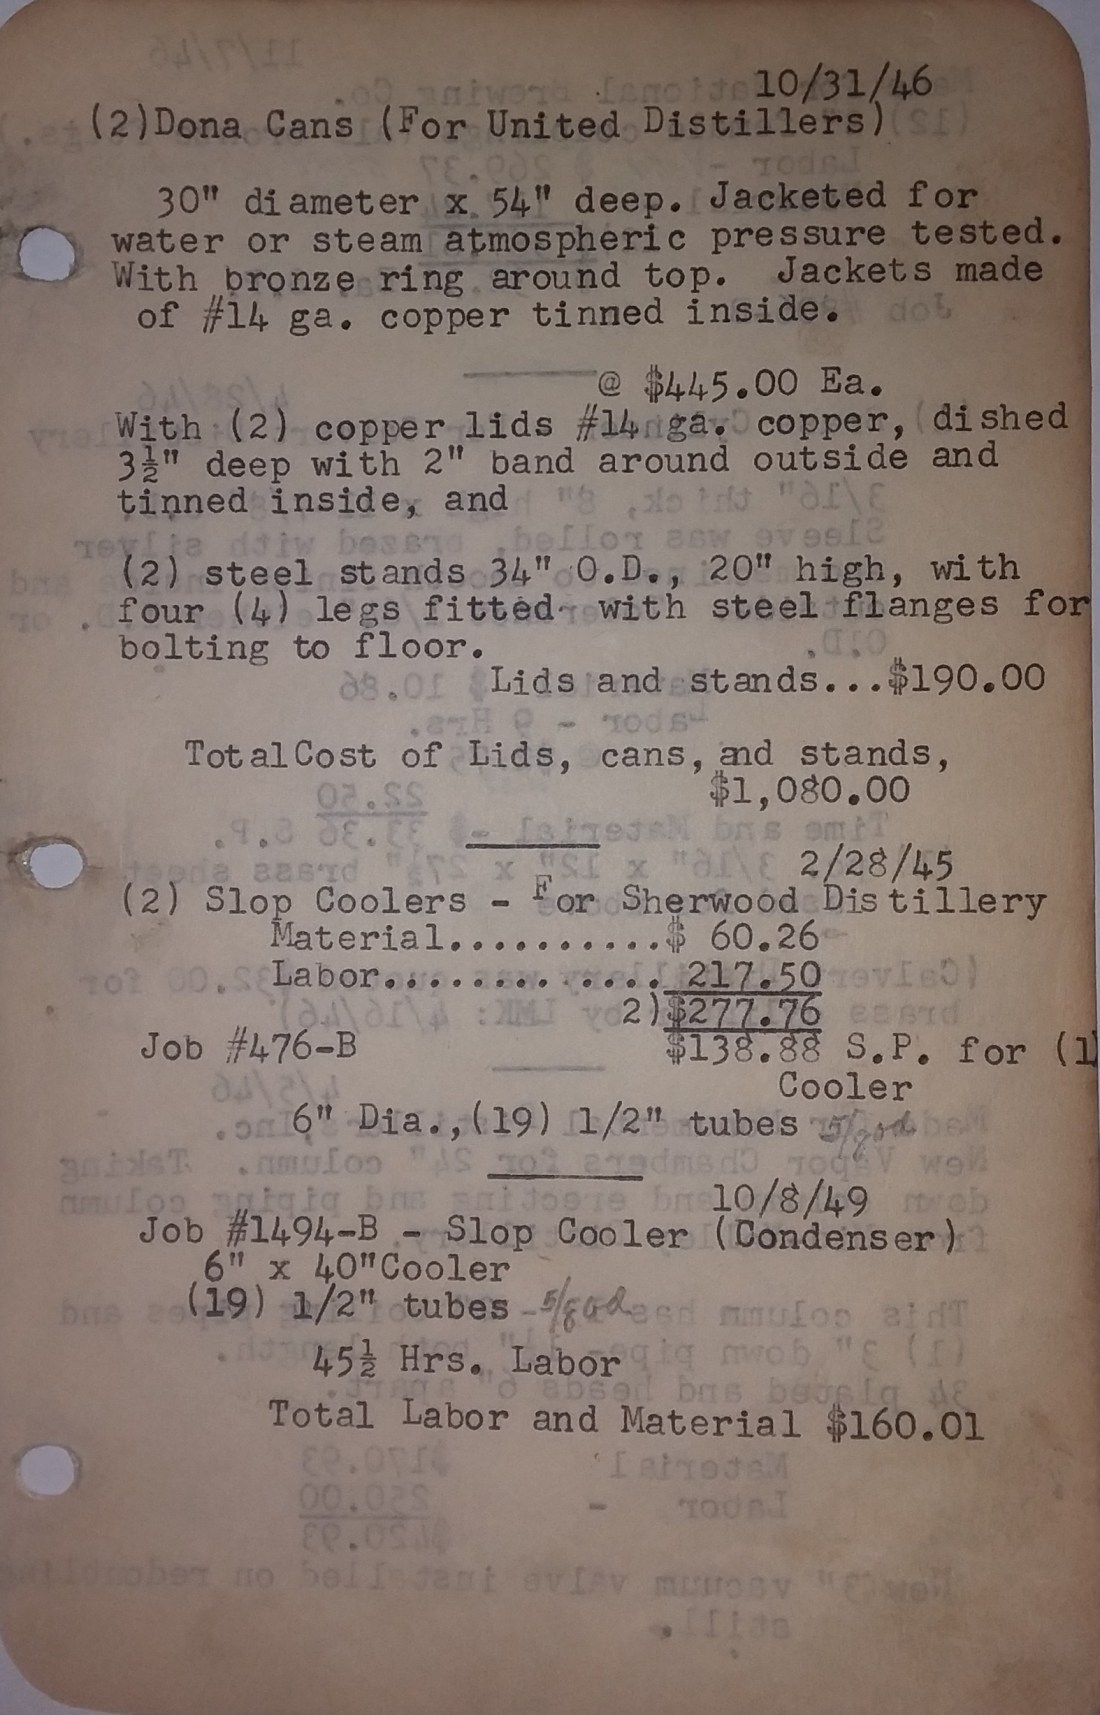 10/31/46
(2)Dona Cans (For United Distillers)
30" diameter x 54" deep. Jacketed for
water or steam atmospheric pressure tested.
With bronze ring around top. Jackets made
of #14 ga. copper tinned inside.
@ $445.00 Ea.
With (2) copper lids #14 ga. copper, dished
3½" deep with 2" band around outside and
tinned inside, and
(2) steel stands 34" O.D., 20" high, with
four (4) legs fitted with steel flanges for
bolting to floor.
Lids and stands...$190.00
Total Cost of Lids, cans, and stands,
$1,080.00
2/28/45
(2) Slop Coolers - For Sherwood Distillery
Material..........$ 60.26
Labor............. 217.50
2)$277.76
Job #476-B $138.88 S.P. for (1
Cooler
6" Dia.,(19) 1/2" tubes 5/8 od
10/8/49
Job #1494-B - Slop Cooler (Condenser)
6" x 40"Cooler
(19) 1/2" tubes - 5/8 od
45½ Hrs. Labor
Total Labor and Material $160.01